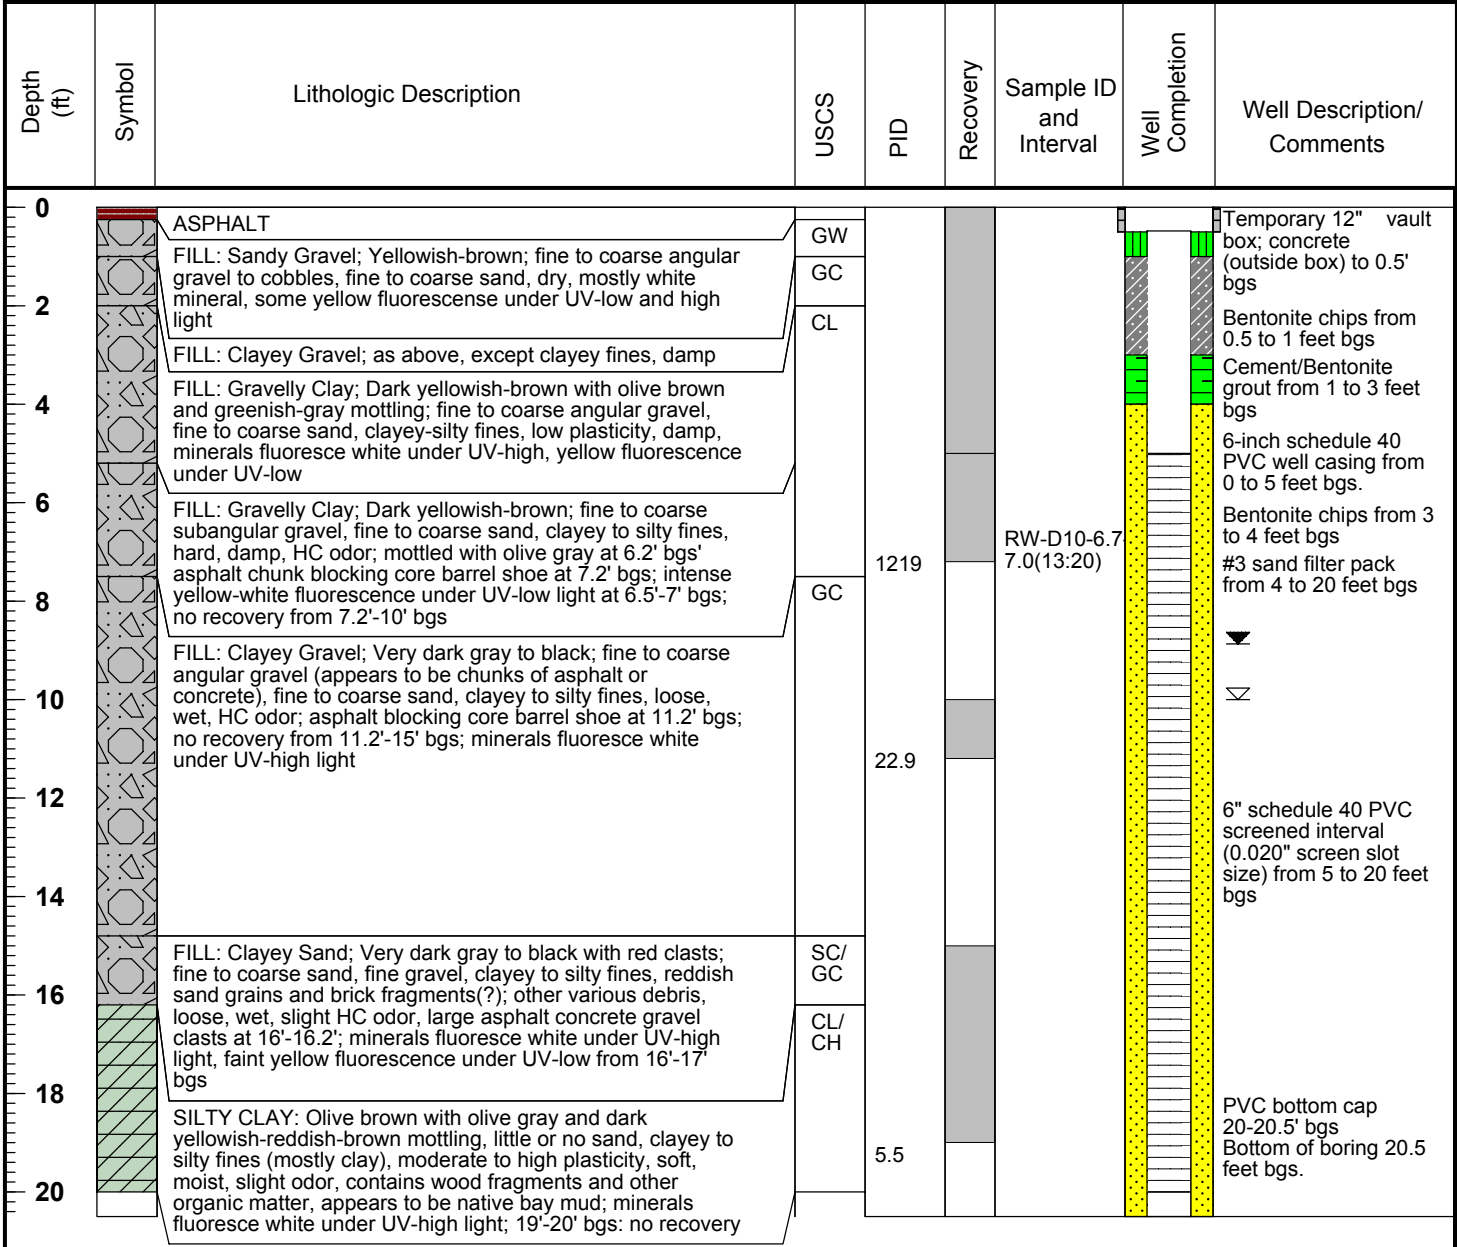 Depth
(ft)
Symbol
Lithologic Description
USCS
PID
Recovery
Sample ID
and
Interval
Well
Completion
Well Description/
Comments
0
2
4
6
8
10
12
14
16
18
20
ASPHALT
FILL: Sandy Gravel; Yellowish-brown; fine to coarse angular
gravel to cobbles, fine to coarse sand, dry, mostly white
mineral, some yellow fluorescense under UV-low and high
light
FILL: Clayey Gravel; as above, except clayey fines, damp
FILL: Gravelly Clay; Dark yellowish-brown with olive brown
and greenish-gray mottling; fine to coarse angular gravel,
fine to coarse sand, clayey-silty fines, low plasticity, damp,
minerals fluoresce white under UV-high, yellow fluorescence
under UV-low
FILL: Gravelly Clay; Dark yellowish-brown; fine to coarse
subangular gravel, fine to coarse sand, clayey to silty fines,
hard, damp, HC odor; mottled with olive gray at 6.2' bgs'
asphalt chunk blocking core barrel shoe at 7.2' bgs; intense
yellow-white fluorescence under UV-low light at 6.5'-7' bgs;
no recovery from 7.2'-10' bgs
FILL: Clayey Gravel; Very dark gray to black; fine to coarse
angular gravel (appears to be chunks of asphalt or
concrete), fine to coarse sand, clayey to silty fines, loose,
wet, HC odor; asphalt blocking core barrel shoe at 11.2' bgs;
no recovery from 11.2'-15' bgs; minerals fluoresce white
under UV-high light
FILL: Clayey Sand; Very dark gray to black with red clasts;
fine to coarse sand, fine gravel, clayey to silty fines, reddish
sand grains and brick fragments(?); other various debris,
loose, wet, slight HC odor, large asphalt concrete gravel
clasts at 16'-16.2'; minerals fluoresce white under UV-high
light, faint yellow fluorescence under UV-low from 16'-17'
bgs
SILTY CLAY: Olive brown with olive gray and dark
yellowish-reddish-brown mottling, little or no sand, clayey to
silty fines (mostly clay), moderate to high plasticity, soft,
moist, slight odor, contains wood fragments and other
organic matter, appears to be native bay mud; minerals
fluoresce white under UV-high light; 19'-20' bgs: no recovery
GW
GC
CL
GC
SC/
GC
CL/
CH
1219
22.9
5.5
RW-D10-6.7-
7.0(13:20)
Temporary 12" vault
box; concrete
(outside box) to 0.5'
bgs
Bentonite chips from
0.5 to 1 feet bgs
Cement/Bentonite
grout from 1 to 3 feet
bgs
6-inch schedule 40
PVC well casing from
0 to 5 feet bgs.
Bentonite chips from 3
to 4 feet bgs
#3 sand filter pack
from 4 to 20 feet bgs
6" schedule 40 PVC
screened interval
(0.020" screen slot
size) from 5 to 20 feet
bgs
PVC bottom cap
20-20.5' bgs
Bottom of boring 20.5
feet bgs.